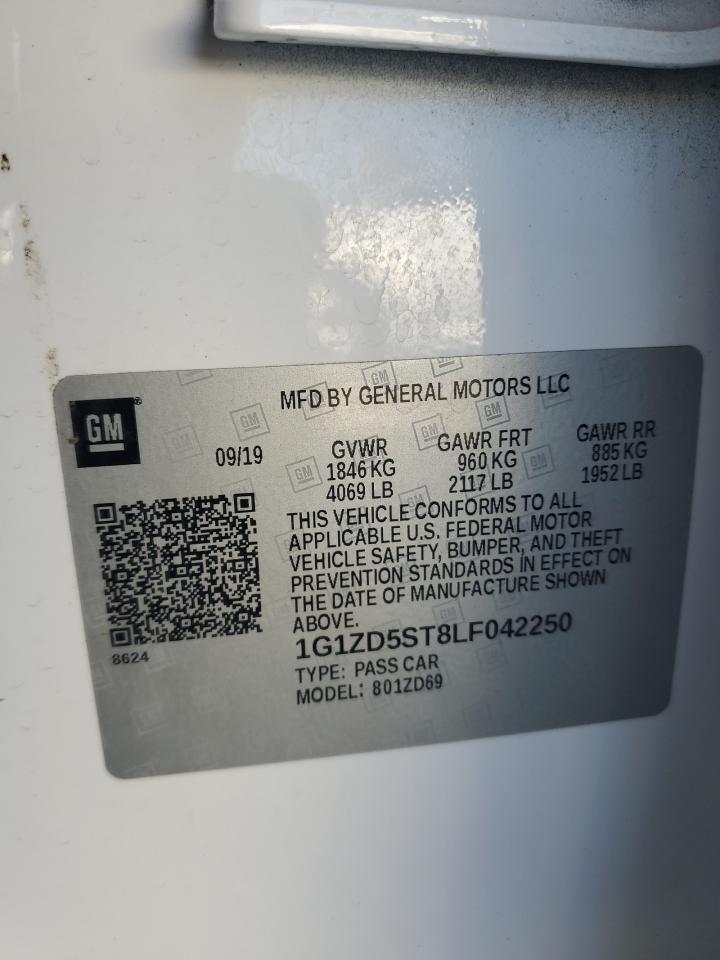 MFD BY GENERAL MOTORS LLC
GM
09/19
GVWR
1846 KG
4069 LB
GAWR FRT
960 KG
2117 LB
GAWR RR
885 KG
1952 LB
THIS VEHICLE CONFORMS TO ALL
APPLICABLE U.S. FEDERAL MOTOR
VEHICLE SAFETY, BUMPER, AND THEFT
PREVENTION STANDARDS IN EFFECT ON
THE DATE OF MANUFACTURE SHOWN
ABOVE.
8624
1G1ZD5ST8LF042250
TYPE: PASS CAR
MODEL: 801ZD69